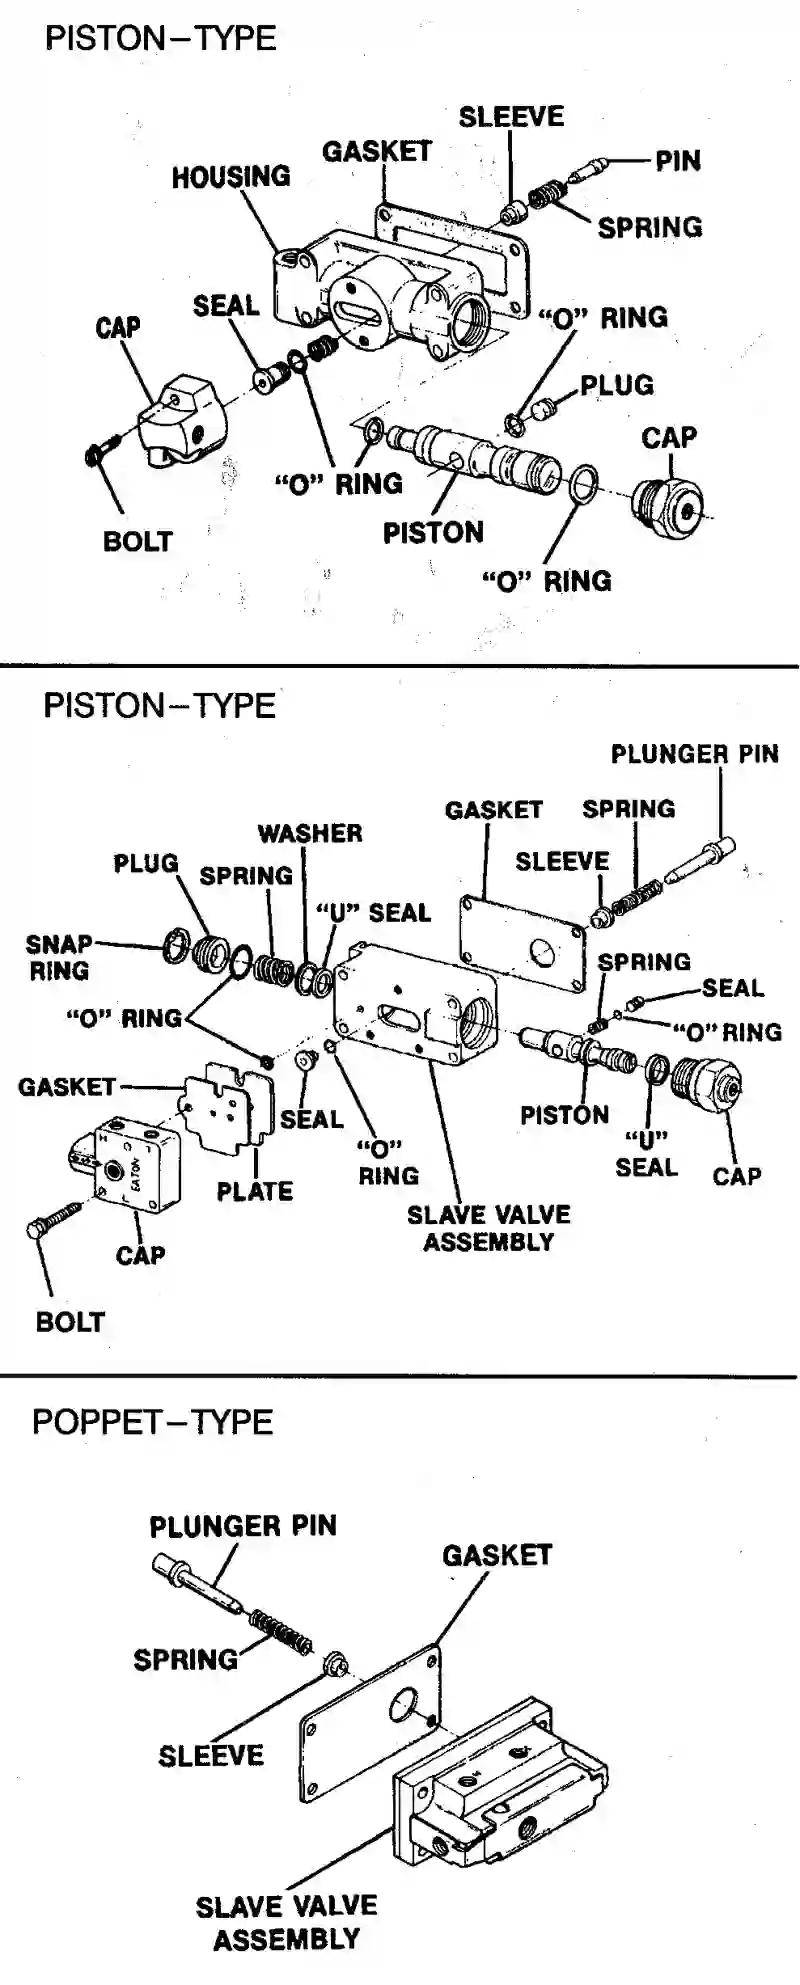 PISTON-TYPE
SLEEVE
GASKET
PIN
HOUSING
SPRING
SEAL
"O" RING
CAP
PLUG
CAP
"O" RING
PISTON
BOLT
"O" RING
PISTON-TYPE
PLUNGER PIN
GASKET
SPRING
WASHER
PLUG
SPRING
SLEEVE
"U" SEAL
SNAP
RING
SPRING
SEAL
"O" RING
"O" RING
GASKET
SEAL
PISTON
"O"
RING
"U"
SEAL
CAP
PLATE
EATON
SLAVE VALVE
ASSEMBLY
CAP
BOLT
POPPET-TYPE
PLUNGER PIN
GASKET
SPRING
SLEEVE
SLAVE VALVE
ASSEMBLY